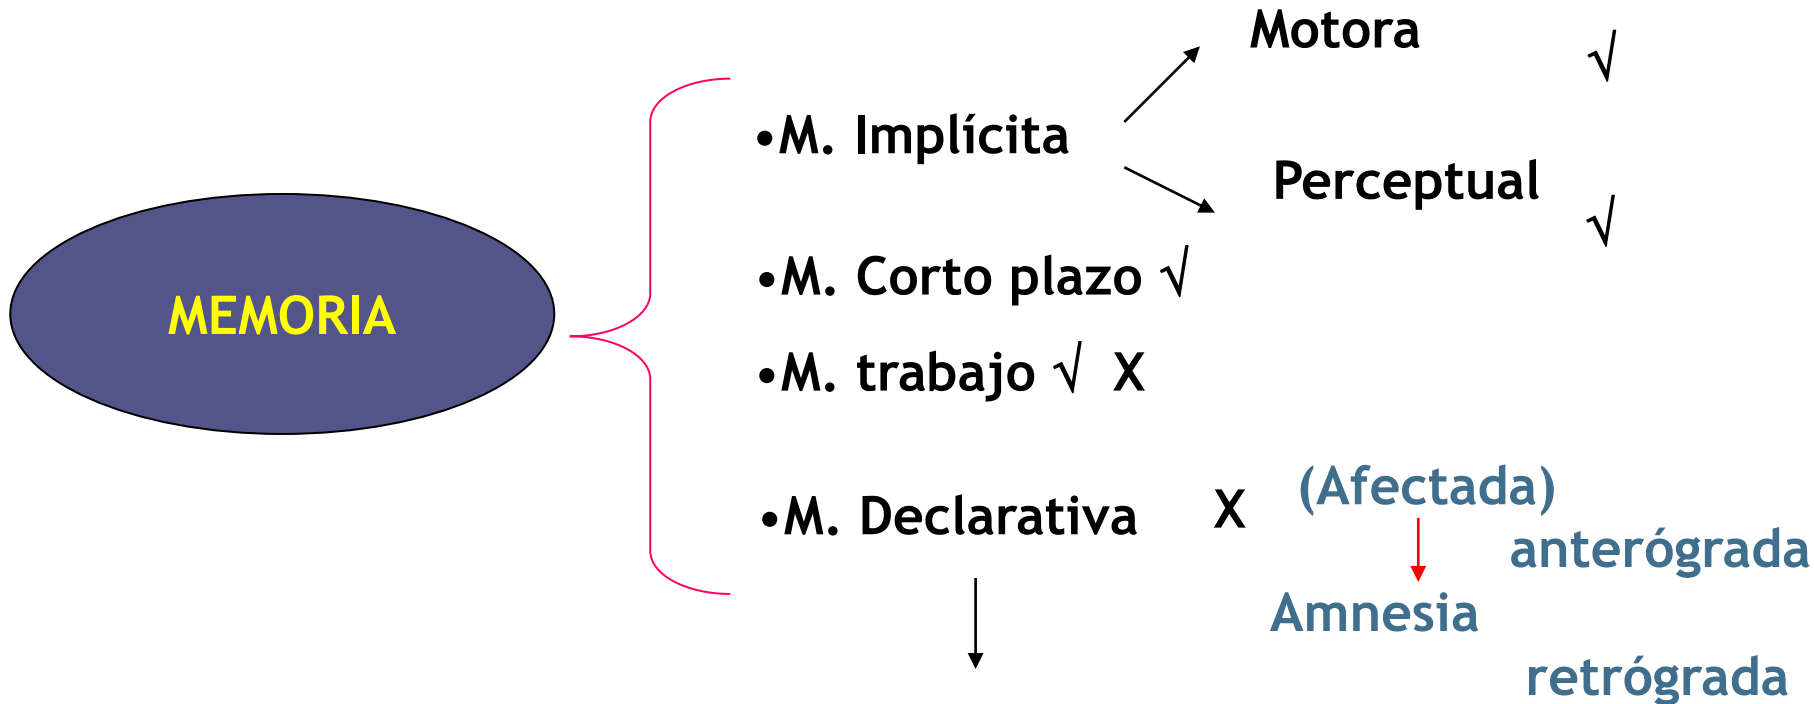 Motora √
•M. Implícita
Perceptual √
•M. Corto plazo √
MEMORIA
•M. trabajo √ X
•M. Declarativa X (Afectada)
anterógrada
Amnesia
retrógrada